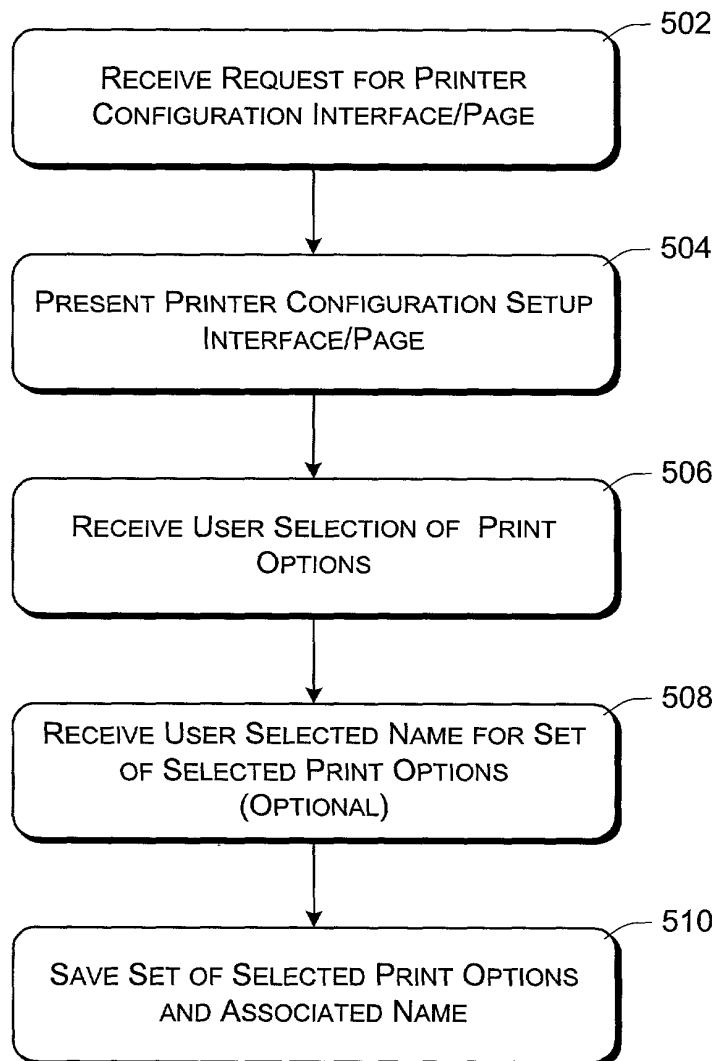 502
RECEIVE REQUEST FOR PRINTER
CONFIGURATION INTERFACE/PAGE
504
PRESENT PRINTER CONFIGURATION SETUP
INTERFACE/PAGE
506
RECEIVE USER SELECTION OF PRINT
OPTIONS
508
RECEIVE USER SELECTED NAME FOR SET
OF SELECTED PRINT OPTIONS
(OPTIONAL)
510
SAVE SET OF SELECTED PRINT OPTIONS
AND ASSOCIATED NAME